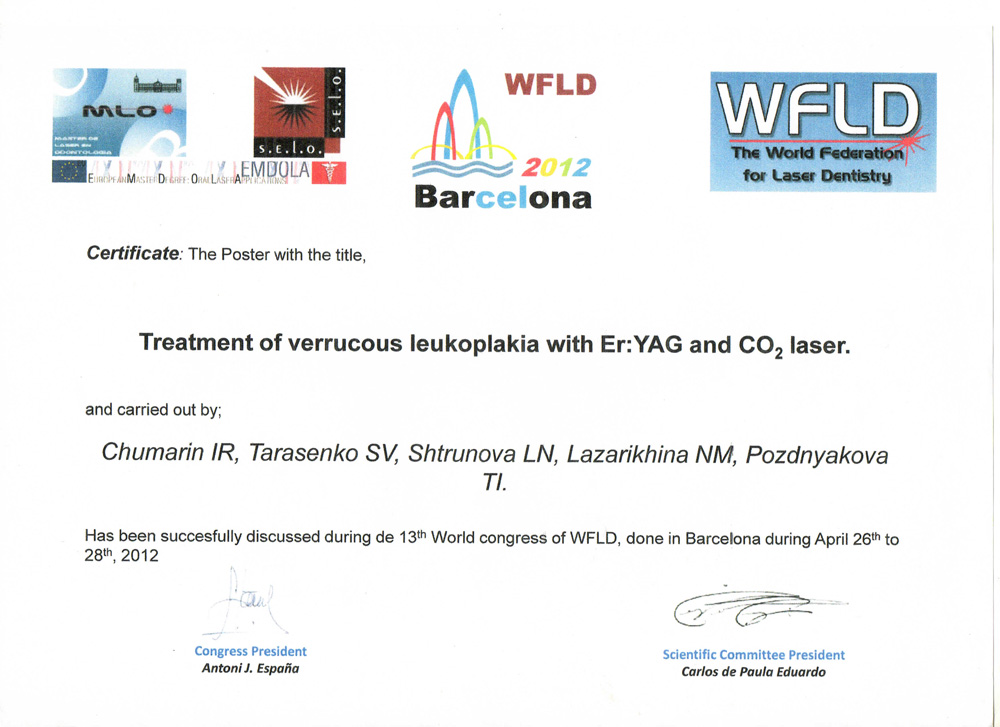 MLO
MASTER DE
LASER EN
ODONTOLOGIA
s.e.l.o.
s.e.l.o.
EMDOLA
EUROPEAN MASTER DEGREE: ORAL LASER APPLICATIONS
WFLD
2012
Barcelona
WFLD
The World Federation
for Laser Dentistry
Certificate: The Poster with the title,
Treatment of verrucous leukoplakia with Er:YAG and CO₂ laser.
and carried out by;
Chumarin IR, Tarasenko SV, Shtrunova LN, Lazarikhina NM, Pozdnyakova
TI.
Has been succesfully discussed during de 13th World congress of WFLD, done in Barcelona during April 26th to
28th, 2012
Congress President
Antoni J. España
Scientific Committee President
Carlos de Paula Eduardo